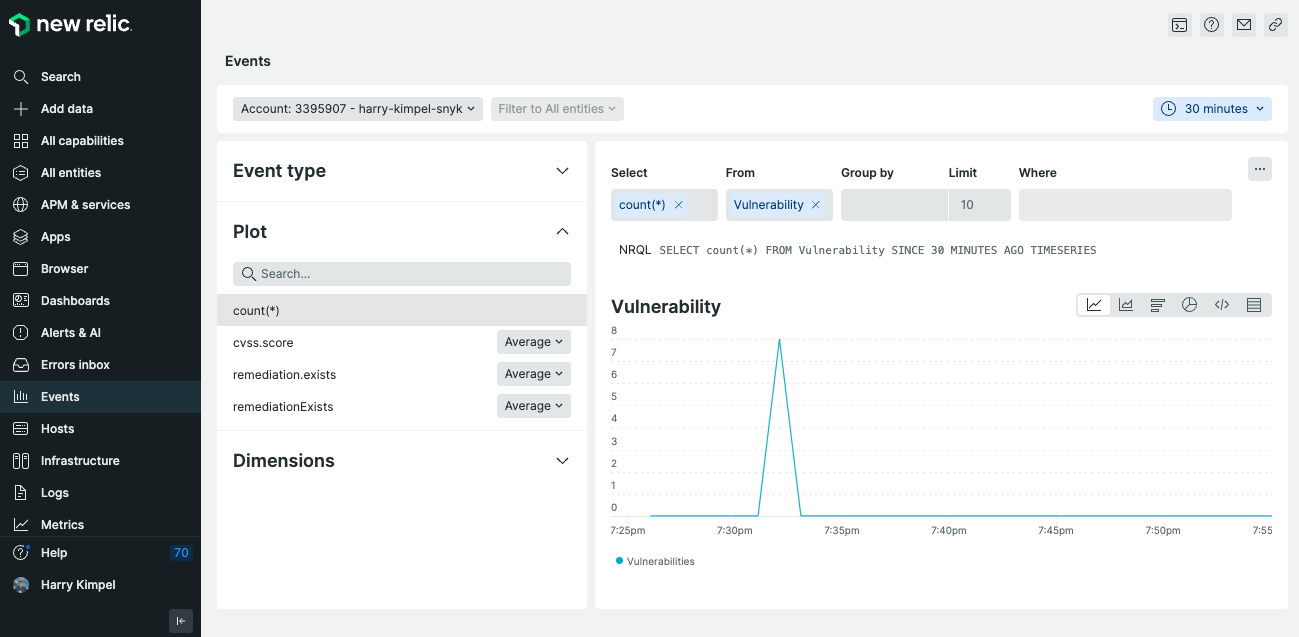 new relic.
Search
Add data
All capabilities
All entities
APM & services
Apps
Browser
Dashboards
Alerts & AI
Errors inbox
Events
Hosts
Infrastructure
Logs
Metrics
Help 70
Harry Kimpel
Events
Account: 3395907 - harry-kimpel-snyk Filter to All entities 30 minutes
Event type
Plot
Search...
count(*)
cvss.score Average
remediation.exists Average
remediationExists Average
Dimensions
Select From Group by Limit Where
count(*) Vulnerability 10
NRQL SELECT count(*) FROM Vulnerability SINCE 30 MINUTES AGO TIMESERIES
Vulnerability
8
7
6
5
4
3
2
1
0
7:25pm 7:30pm 7:35pm 7:40pm 7:45pm 7:50pm 7:55
Vulnerabilities